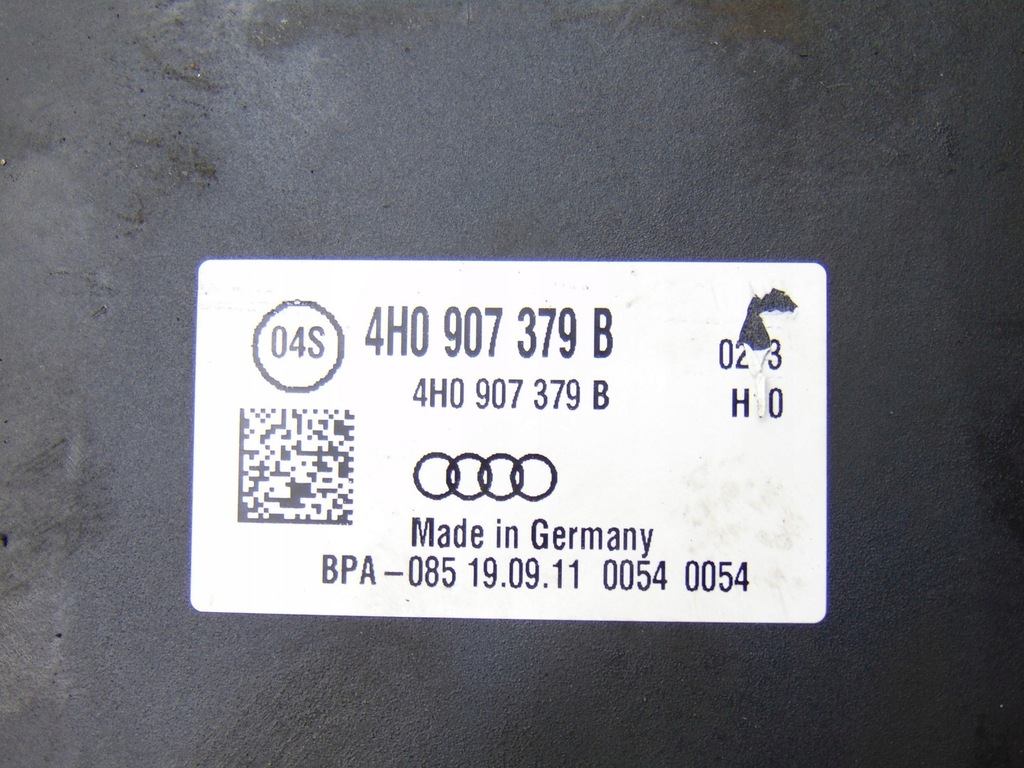 04S
4H0 907 379 B
4H0 907 379 B
Made in Germany
BPA-085 19.09.11 0054 0054